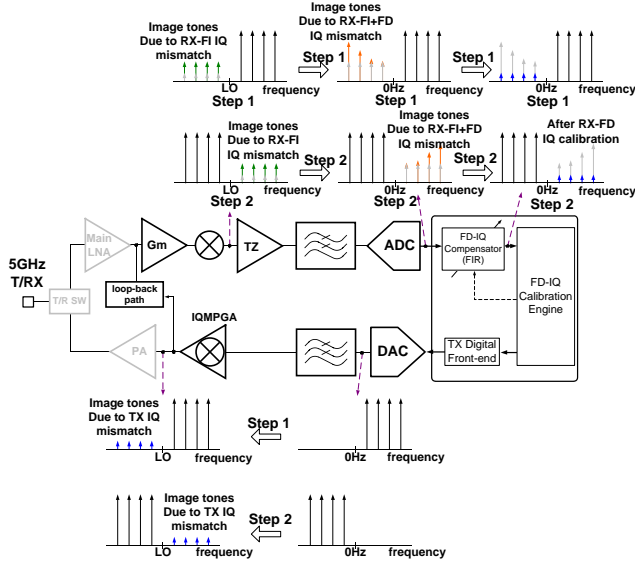 Image tones
Due to RX-FI IQ
mismatch
LO
frequency
Step 1
Step 1
Image tones
Due to RX-FI+FD
IQ mismatch
0Hz
frequency
Step 1
Step 1
0Hz
frequency
Image tones
Due to RX-FI
IQ mismatch
LO
frequency
Step 2
Step 2
Image tones
Due to RX-FI+FD
IQ mismatch
0Hz
frequency
Step 2
Step 2
After RX-FD
IQ calibration
0Hz
frequency
Step 2
5GHz
T/RX
T/R SW
Main
LNA
loop-back
path
Gm
TZ
ADC
FD-IQ
Compensator
(FIR)
FD-IQ
Calibration
Engine
PA
IQMPGA
DAC
TX Digital
Front-end
Image tones
Due to TX IQ
mismatch
LO
frequency
Step 1
0Hz
frequency
Image tones
Due to TX IQ
mismatch
LO
frequency
Step 2
0Hz
frequency